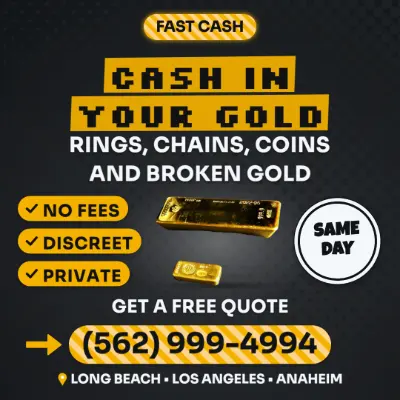 FAST CASH
CASH IN
YOUR GOLD
RINGS, CHAINS, COINS
AND BROKEN GOLD
NO FEES
DISCREET
PRIVATE
SAME
DAY
GET A FREE QUOTE
(562) 999-4994
LONG BEACH • LOS ANGELES • ANAHEIM